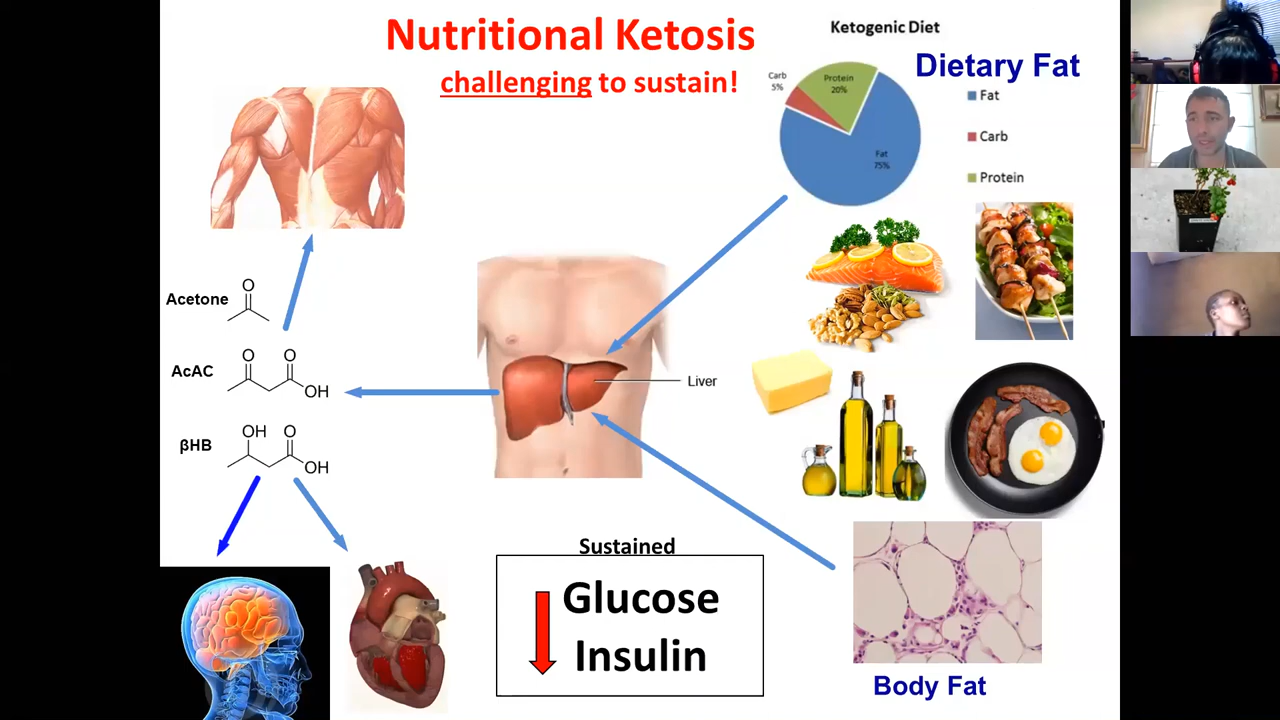 Nutritional Ketosis
challenging to sustain!
Ketogenic Diet
Dietary Fat
Carb
5%
Protein
20%
Fat
75%
Fat
Carb
Protein
Acetone
O
AcAC
O
O
OH
βHB
OH
O
OH
Liver
Sustained
Glucose
Insulin
Body Fat